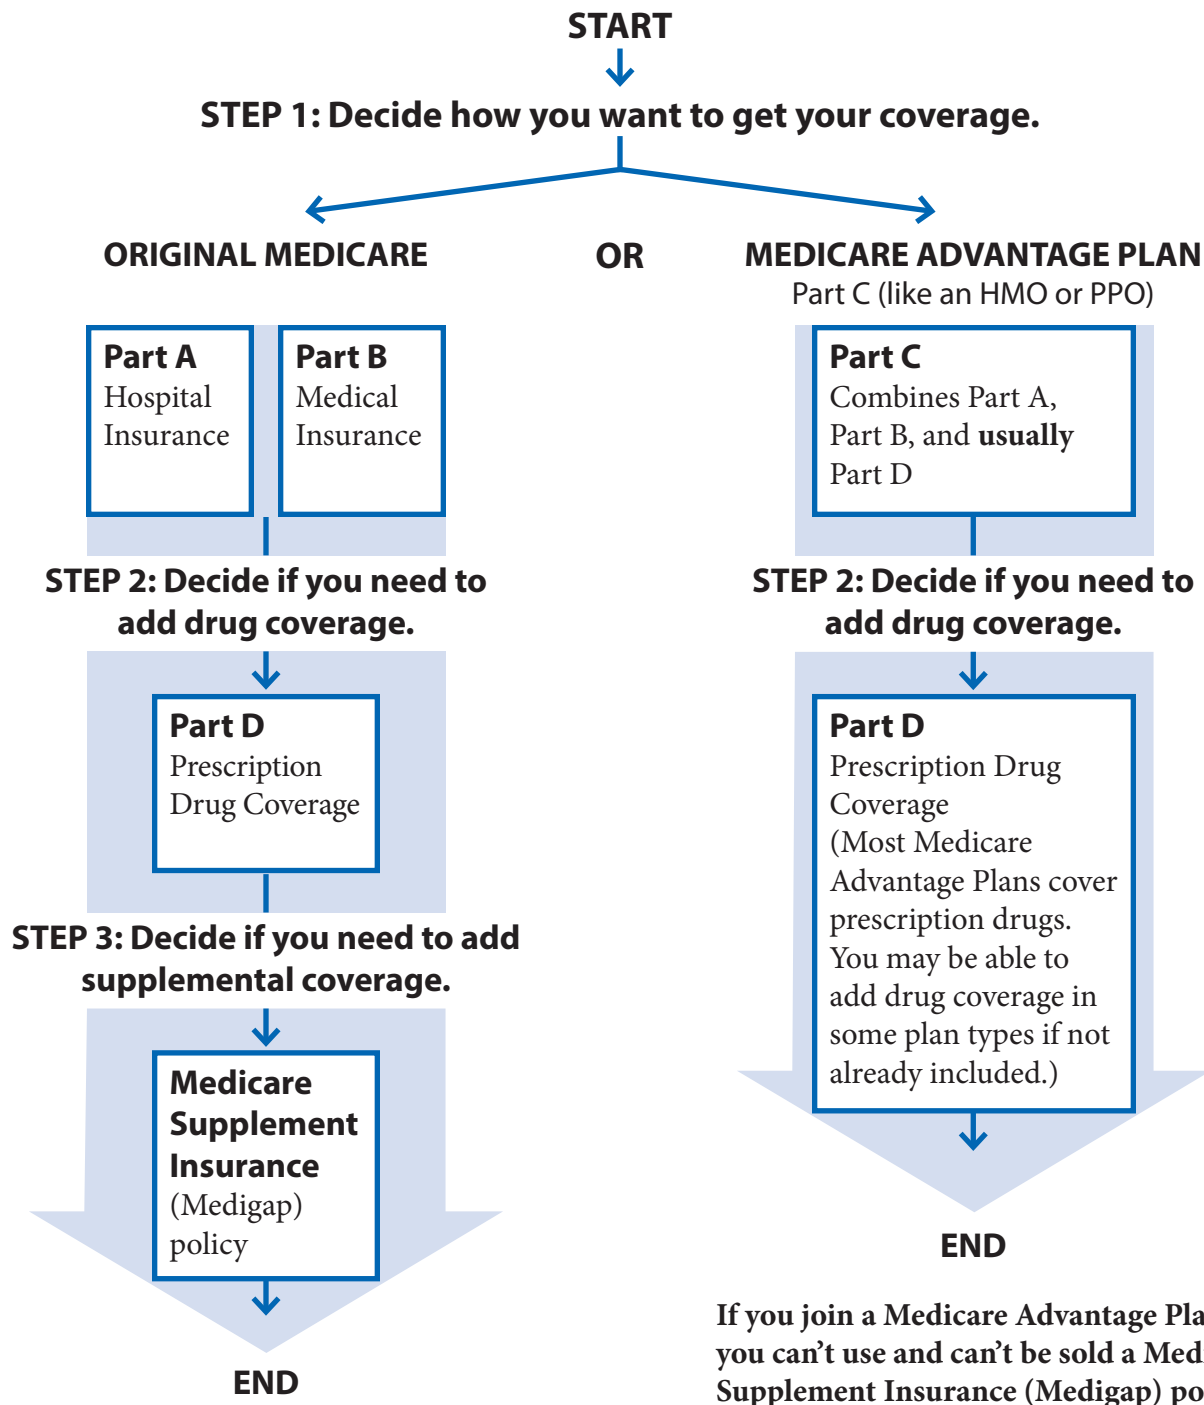 START
STEP 1: Decide how you want to get your coverage.
ORIGINAL MEDICARE
OR
MEDICARE ADVANTAGE PLAN
Part C (like an HMO or PPO)
Part A
Hospital
Insurance
Part B
Medical
Insurance
Part C
Combines Part A,
Part B, and usually
Part D
STEP 2: Decide if you need to
add drug coverage.
STEP 2: Decide if you need to
add drug coverage.
Part D
Prescription
Drug Coverage
Part D
Prescription Drug
Coverage
(Most Medicare
Advantage Plans cover
prescription drugs.
You may be able to
add drug coverage in
some plan types if not
already included.)
STEP 3: Decide if you need to add
supplemental coverage.
Medicare
Supplement
Insurance
(Medigap)
policy
END
END
If you join a Medicare Advantage
you can’t use and can’t be sold a
Supplement Insurance (Medigap)